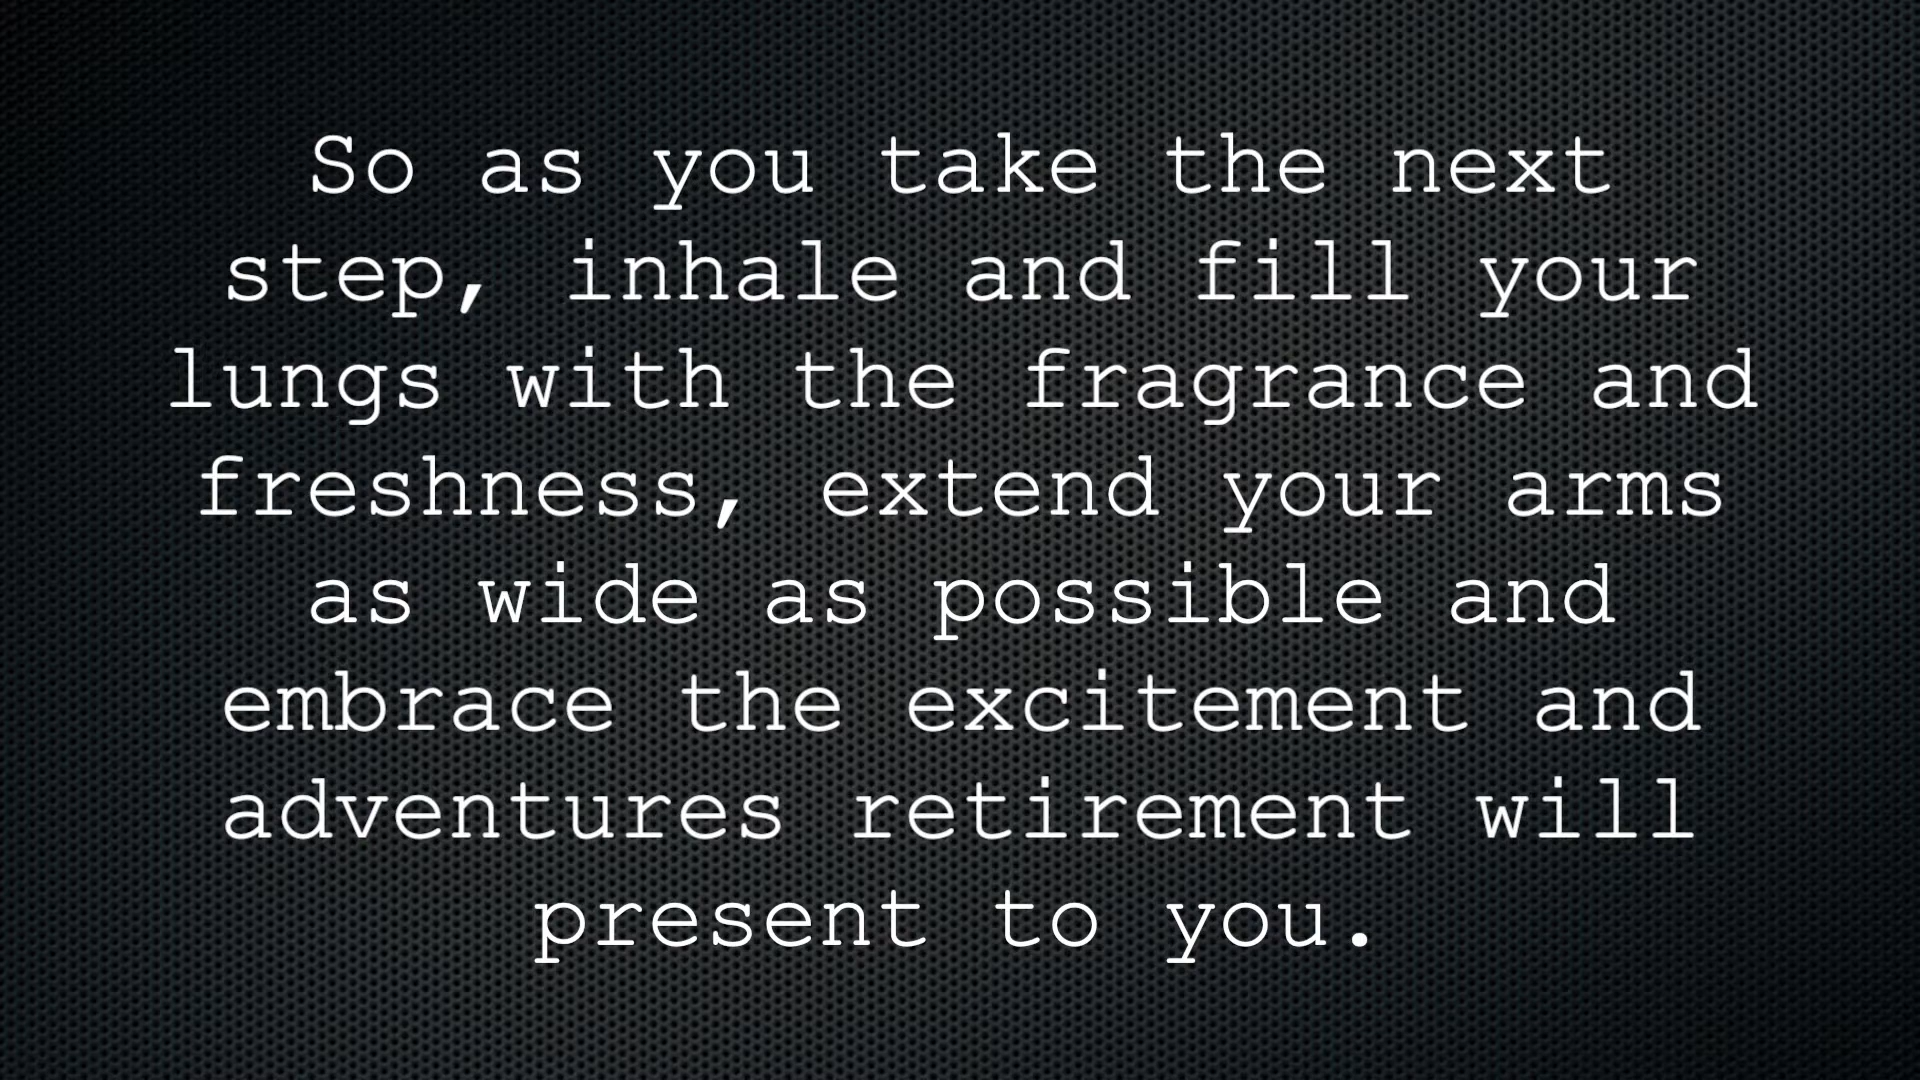 So as you take the next
step, inhale and fill your
lungs with the fragrance and
freshness, extend your arms
as wide as possible and
embrace the excitement and
adventures retirement will
present to you.